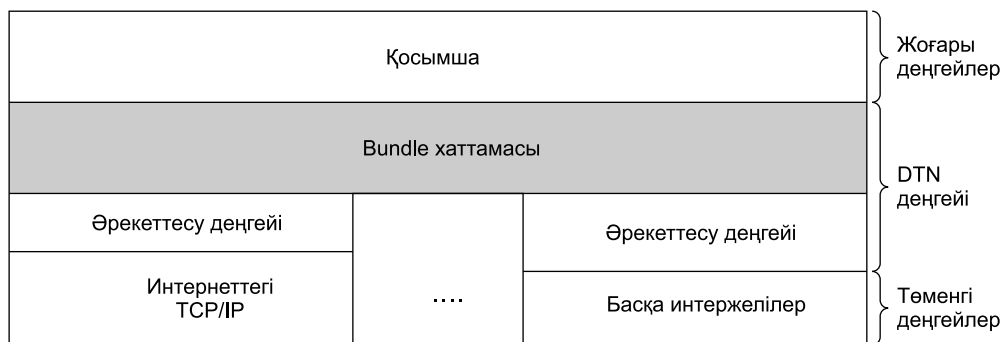 Қосымша
Жоғары
деңгейлер
Bundle хаттамасы
DTN
деңгейі
Әрекеттесу деңгейі
Әрекеттесу деңгейі
Интернеттегі
TCP/IP
....
Басқа интержелілер
Төменгі
деңгейлер